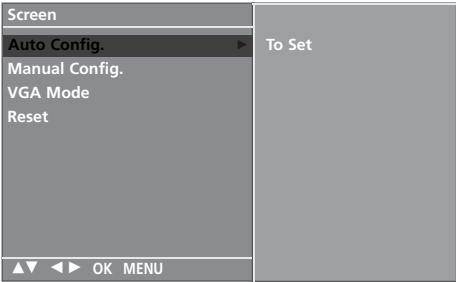 Screen
Auto Config. ► To Set
Manual Config.
VGA Mode
Reset
▲▼ ◄► OK MENU